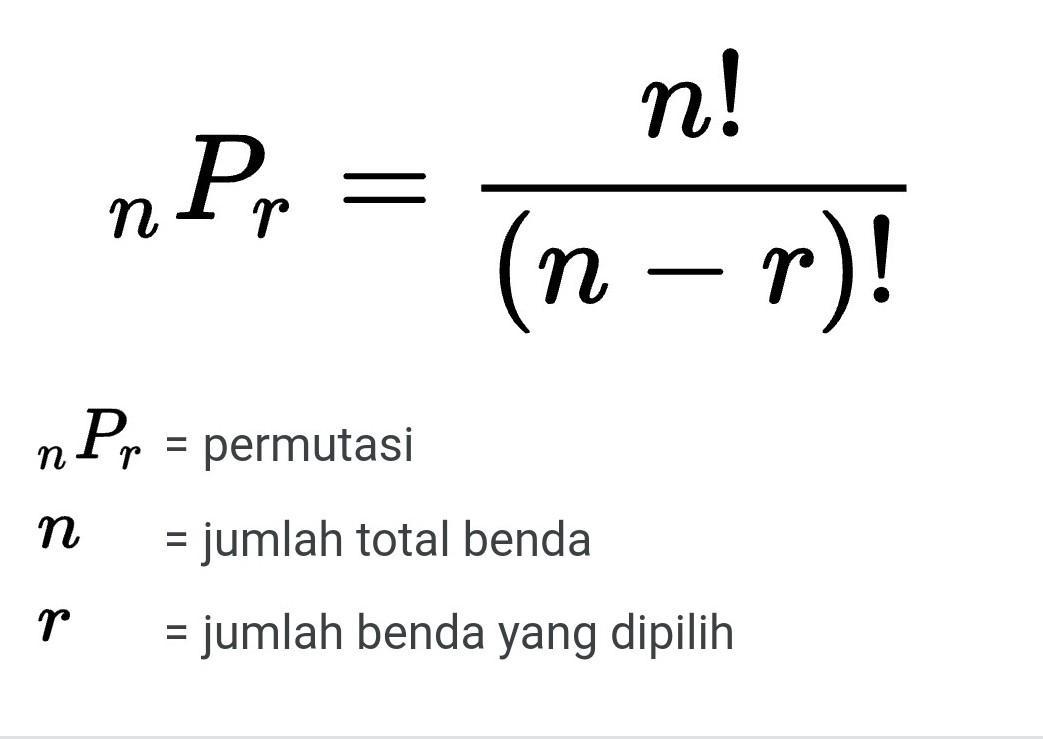 nPr = n! / (n − r)!
nPr = permutasi
n = jumlah total benda
r = jumlah benda yang dipilih